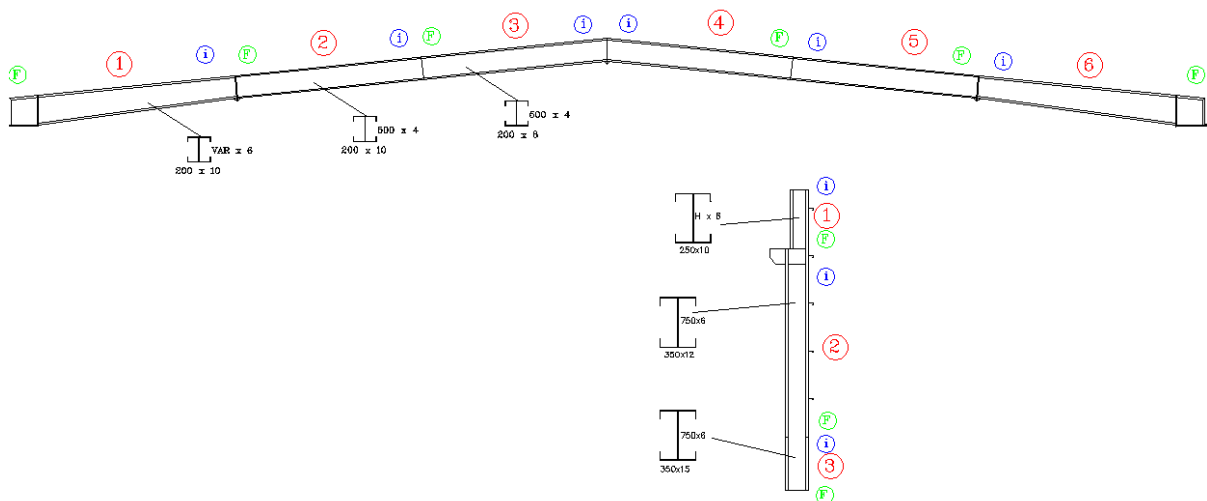 3 i i 4
2 i F F i 5
1 i F F i 6
F F
500 x 4
500 x 4
200 x 8
VAR x 6
200 x 10
200 x 10
i
H x 8
1
F
250x10
i
750x6
2
350x12
F
750x6
i
3
350x15
F